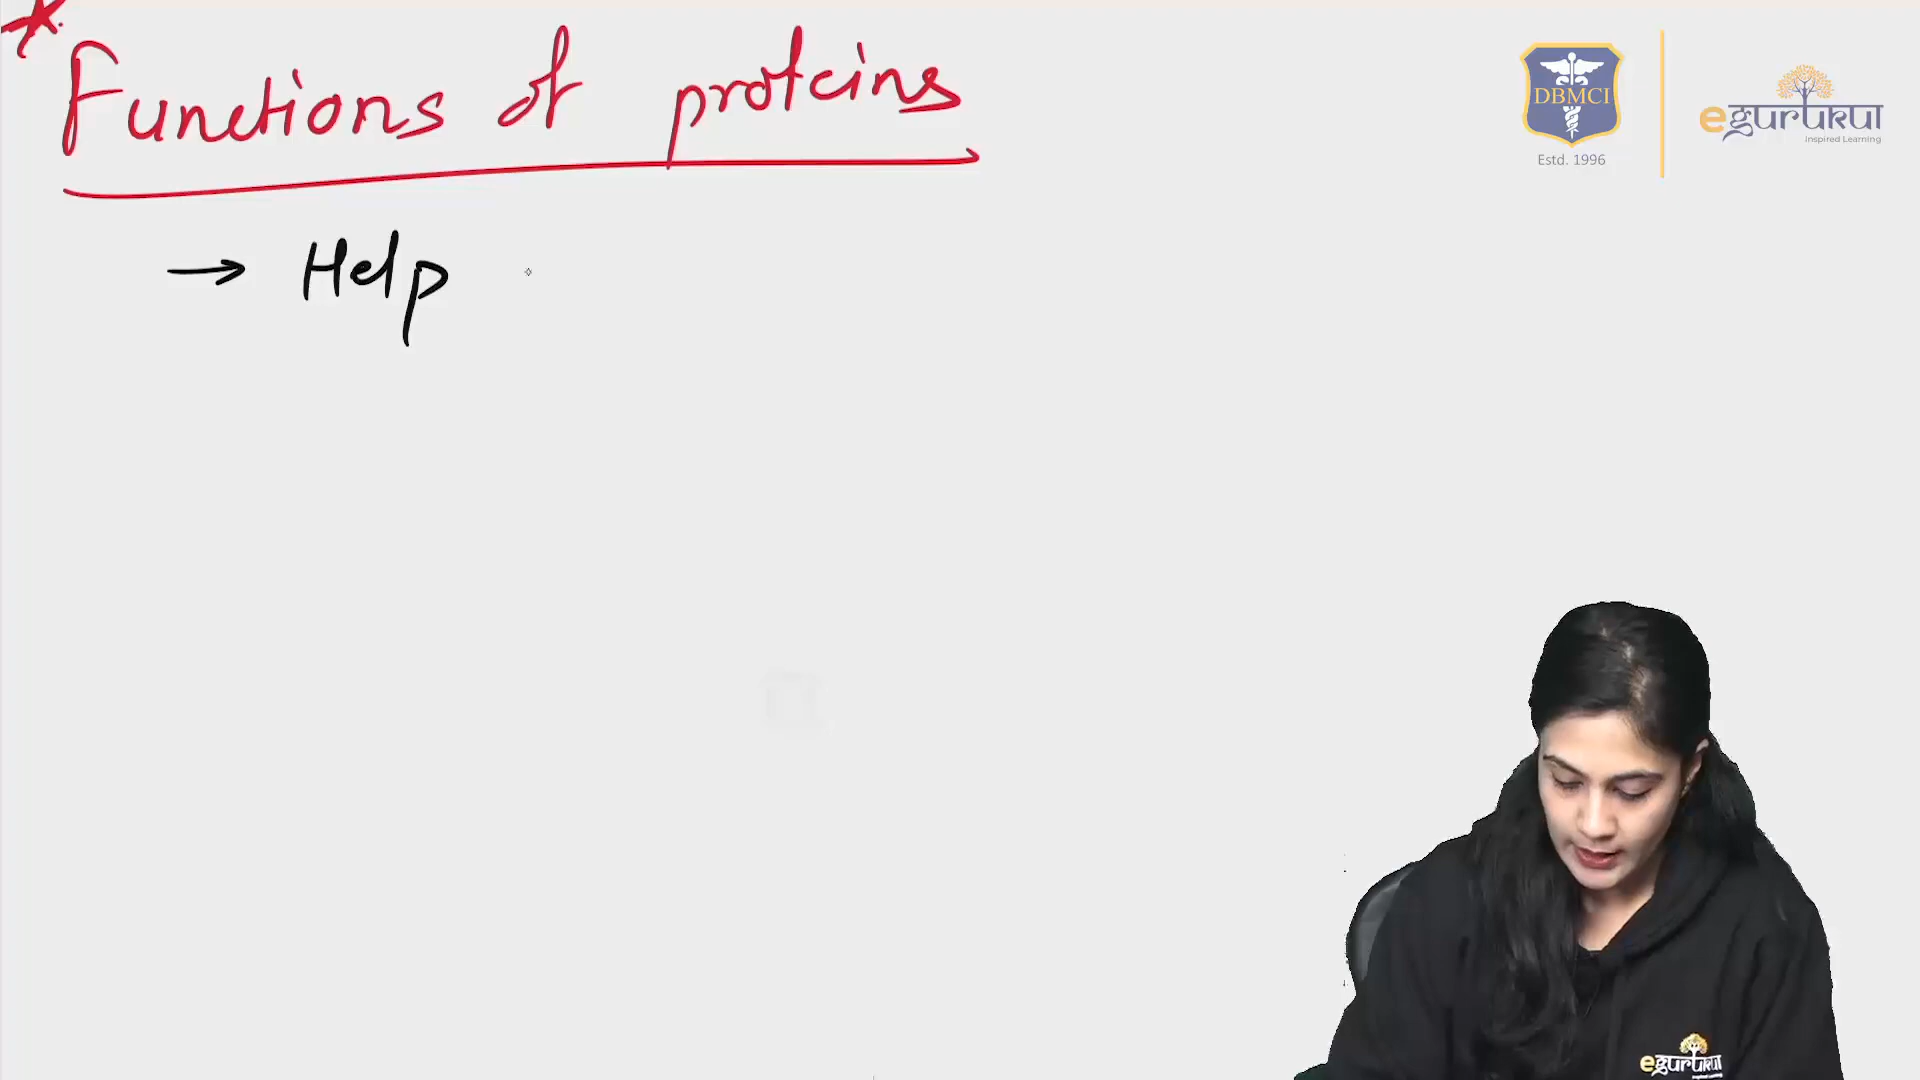 * Functions of proteins
DBMCI
Estd. 1996
egurukul
Inspired Learning
→ Help
egurukul